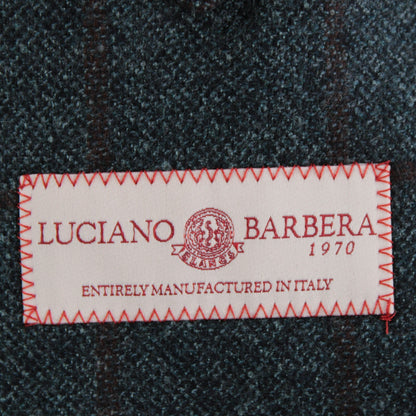 LUCIANO BARBERA
1970
ENTIRELY MANUFACTURED IN ITALY